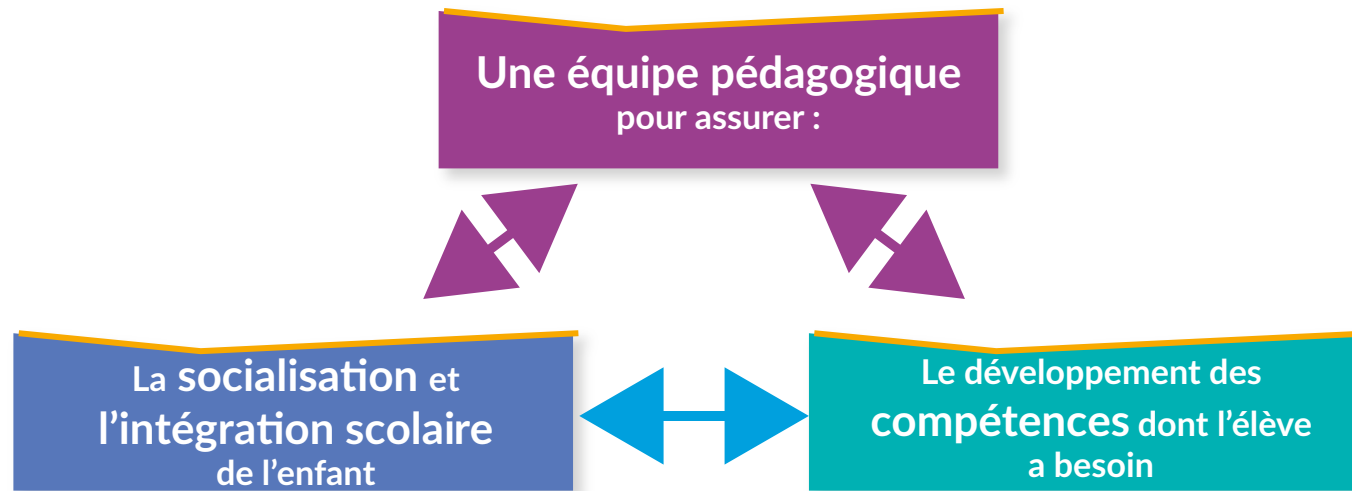 Une équipe pédagogique
pour assurer :
La socialisation et
l’intégration scolaire
de l’enfant
Le développement des
compétences dont l’élève
a besoin